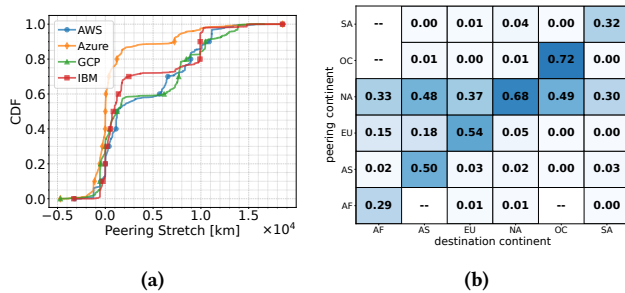 1.0
0.8
0.6
0.4
0.2
0.0
CDF
AWS
Azure
GCP
IBM
−0.5 0.0 0.5 1.0 1.5
Peering Stretch [km] ×10⁴
(a)
peering continent
SA -- 0.00 0.01 0.04 0.00 0.32
OC -- 0.01 0.00 0.01 0.72 0.00
NA 0.33 0.48 0.37 0.68 0.49 0.30
EU 0.15 0.18 0.54 0.05 0.00 0.00
AS 0.02 0.50 0.03 0.02 0.00 0.03
AF 0.29 -- 0.01 0.01 -- 0.00
AF AS EU NA OC SA
destination continent
(b)